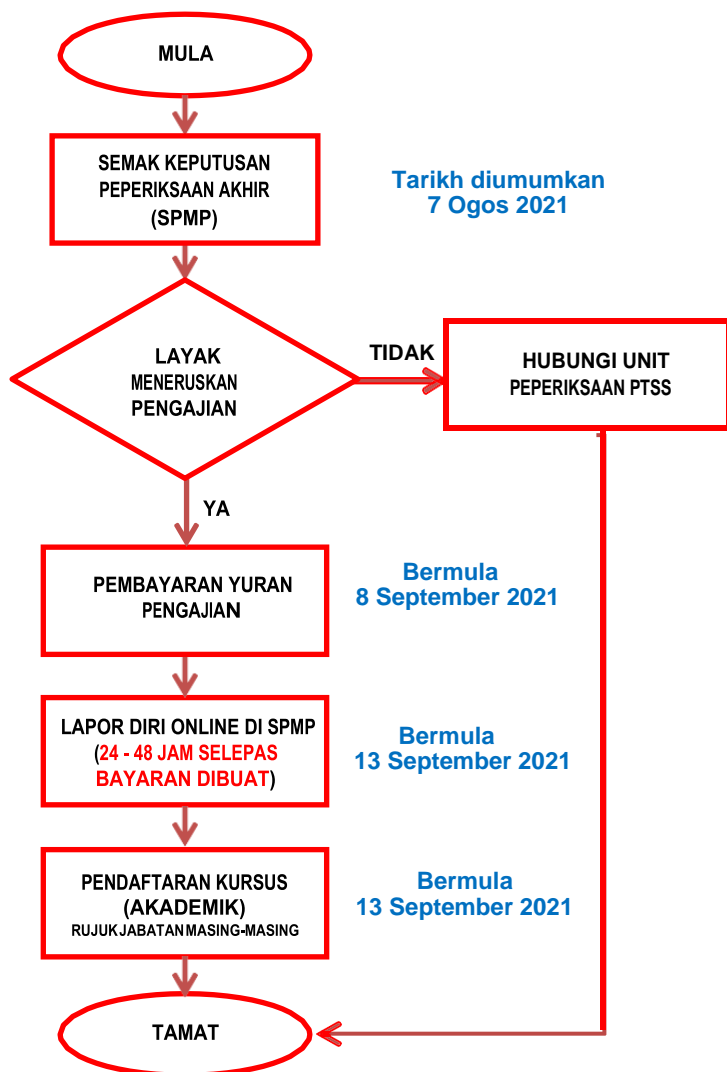 MULA
SEMAK KEPUTUSAN
PEPERIKSAAN AKHIR
(SPMP)
Tarikh diumumkan
7 Ogos 2021
LAYAK
MENERUSKAN
PENGAJIAN
TIDAK
HUBUNGI UNIT
PEPERIKSAAN PTSS
YA
PEMBAYARAN YURAN
PENGAJIAN
Bermula
8 September 2021
LAPOR DIRI ONLINE DI SPMP
(24 - 48 JAM SELEPAS
BAYARAN DIBUAT)
Bermula
13 September 2021
PENDAFTARAN KURSUS
(AKADEMIK)
RUJUK JABATAN MASING-MASING
Bermula
13 September 2021
TAMAT